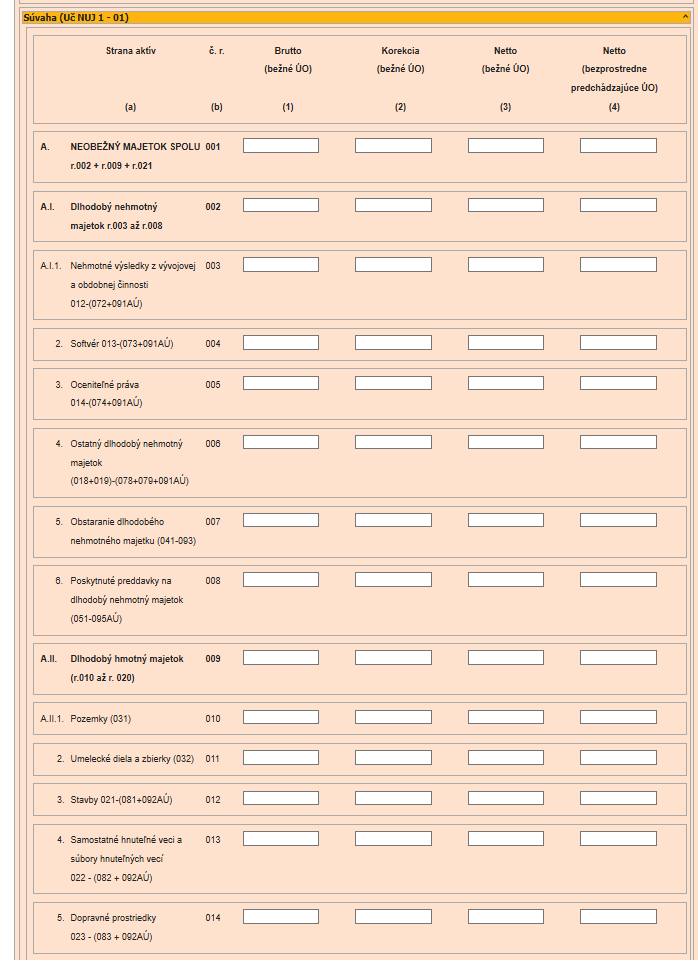 Súvaha (Uč NUJ 1 - 01)
Strana aktív č. r. Brutto Korekcia Netto Netto
(bežné ÚO) (bežné ÚO) (bežné ÚO) (bezprostredne
predchádzajúce ÚO)
(a) (b) (1) (2) (3) (4)
A. NEOBEŽNÝ MAJETOK SPOLU 001
r.002 + r.009 + r.021
A.I. Dlhodobý nehmotný 002
majetok r.003 až r.008
A.I.1. Nehmotné výsledky z vývojovej 003
a obdobnej činnosti
012-(072+091AÚ)
2. Softvér 013-(073+091AÚ) 004
3. Oceniteľné práva 005
014-(074+091AÚ)
4. Ostatný dlhodobý nehmotný 006
majetok
(018+019)-(078+079+091AÚ)
5. Obstaranie dlhodobého 007
nehmotného majetku (041-093)
6. Poskytnuté preddavky na 008
dlhodobý nehmotný majetok
(051-095AÚ)
A.II. Dlhodobý hmotný majetok 009
(r.010 až r. 020)
A.II.1. Pozemky (031) 010
2. Umelecké diela a zbierky (032) 011
3. Stavby 021-(081+092AÚ) 012
4. Samostatné hnuteľné veci a 013
súbory hnuteľných vecí
022 - (082 + 092AÚ)
5. Dopravné prostriedky 014
023 - (083 + 092AÚ)